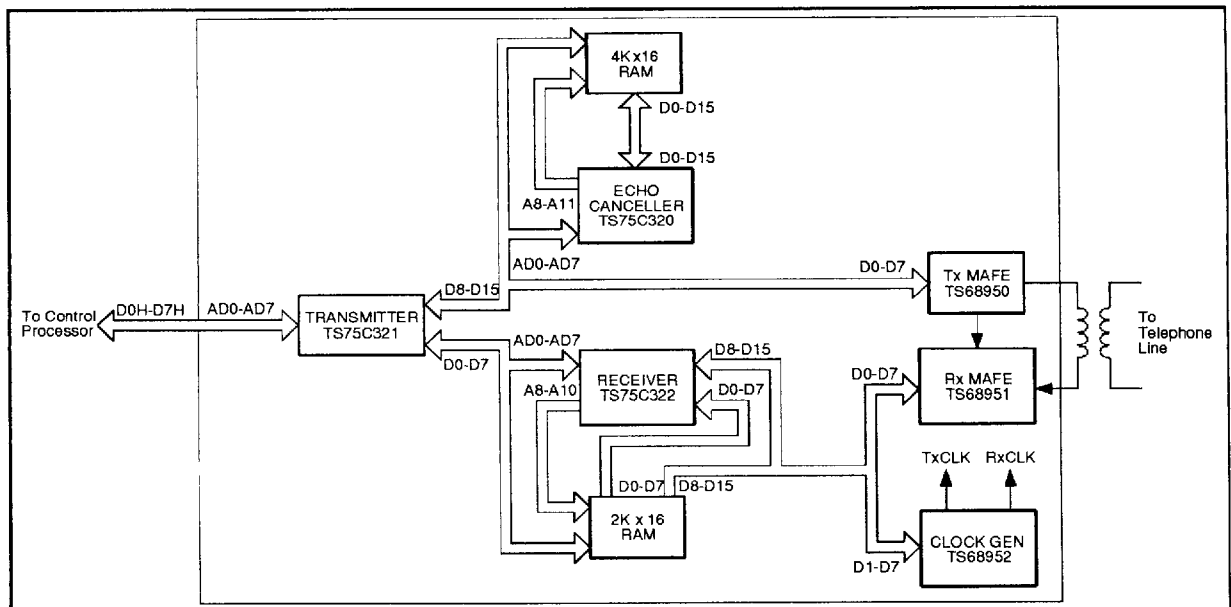 4K x 16
RAM
D0-D15
D0-D15
ECHO
CANCELLER
TS75C320
A8-A11
AD0-AD7
D8-D15
D0-D7
Tx MAFE
TS68950
To Control
Processor
D0H-D7H
AD0-AD7
TRANSMITTER
TS75C321
To
Telephone
Line
AD0-AD7
D0-D7
A8-A10
RECEIVER
TS75C322
D8-D15
D0-D7
D0-D7
Rx MAFE
TS68951
TxCLK
RxCLK
D0-D7
D8-D15
2K x 16
RAM
CLOCK GEN
TS68952
D1-D7